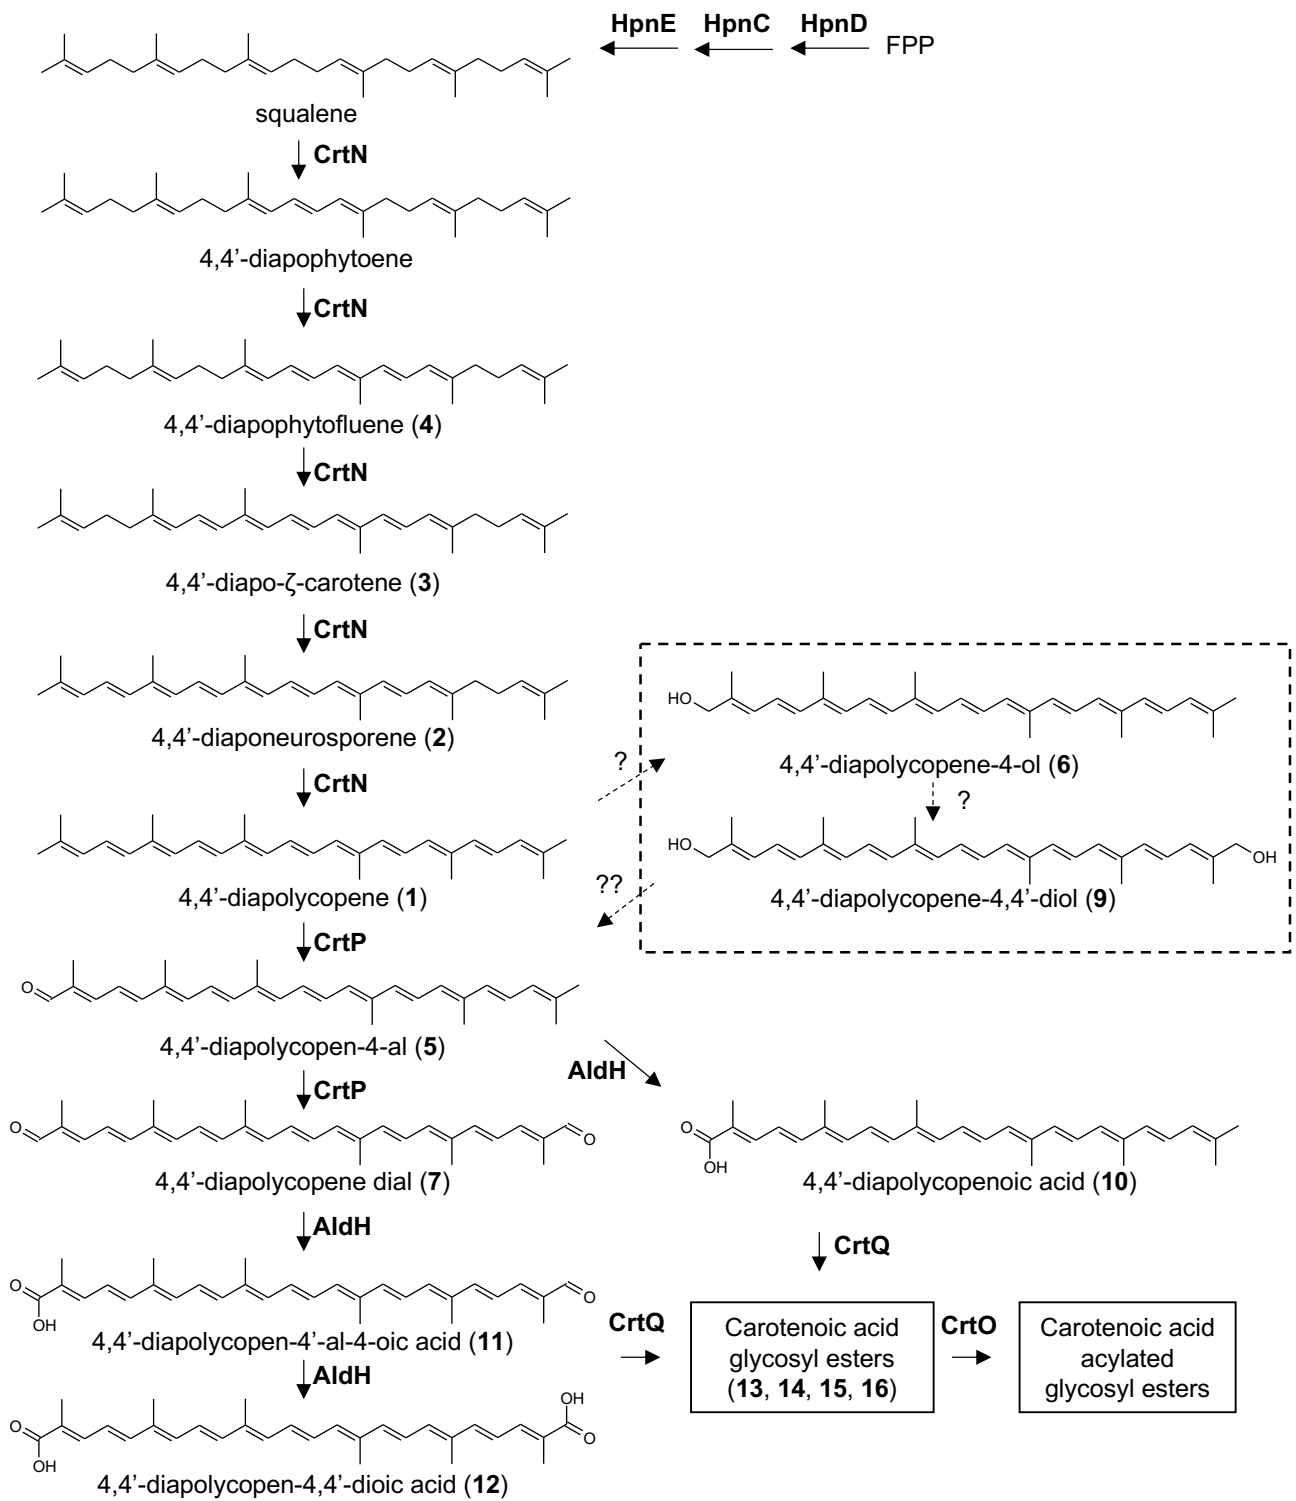 HpnE HpnC HpnD
FPP
squalene
CrtN
4,4’-diapophytoene
CrtN
4,4’-diapophytofluene (4)
CrtN
4,4’-diapo-ζ-carotene (3)
CrtN
4,4’-diaponeurosporene (2)
CrtN
?
HO
4,4’-diapolycopene-4-ol (6)
?
HO
OH
4,4’-diapolycopene-4,4’-diol (9)
??
4,4’-diapolycopene (1)
CrtP
O
4,4’-diapolycopen-4-al (5)
CrtP
AldH
O
O
4,4’-diapolycopene dial (7)
O
OH
4,4’-diapolycopenoic acid (10)
AldH
CrtQ
O
OH
O
4,4’-diapolycopen-4’-al-4-oic acid (11)
AldH
CrtQ
Carotenoic acid
glycosyl esters
(13, 14, 15, 16)
CrtO
Carotenoic acid
acylated
glycosyl esters
O
OH
OH
O
4,4’-diapolycopen-4,4’-dioic acid (12)